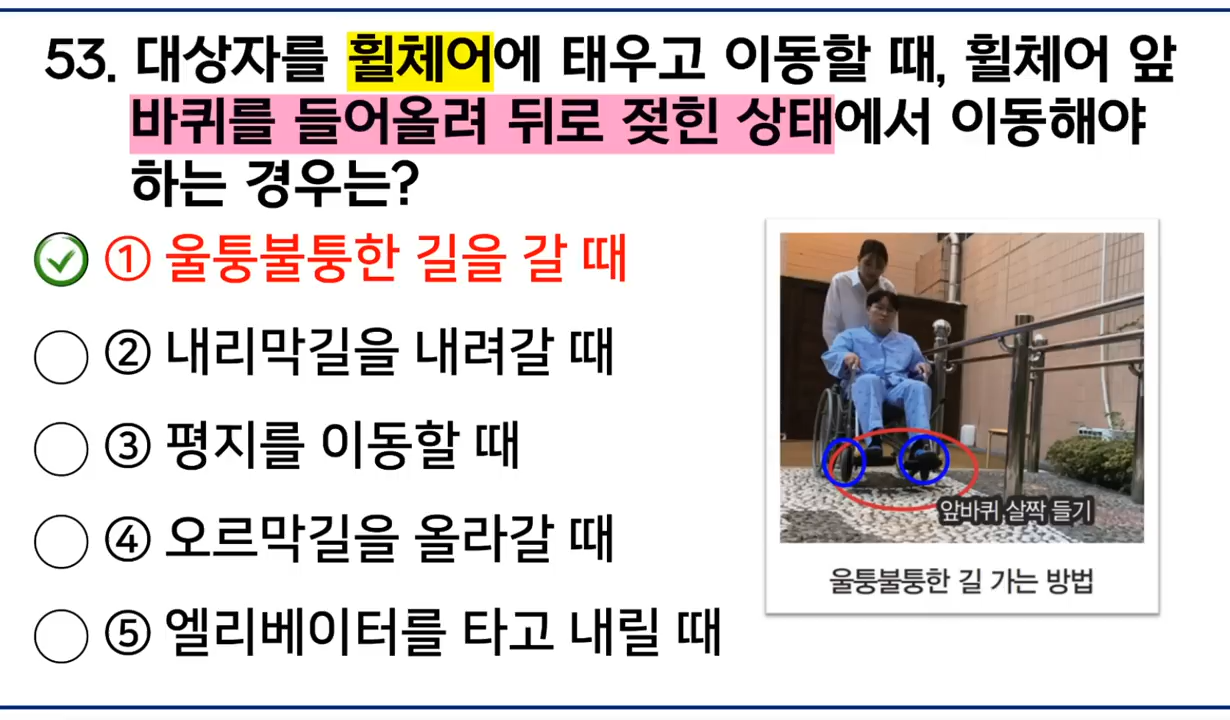 53. 대상자를 휠체어에 태우고 이동할 때, 휠체어 앞
바퀴를 들어올려 뒤로 젖힌 상태에서 이동해야
하는 경우는?
① 울퉁불퉁한 길을 갈 때
② 내리막길을 내려갈 때
③ 평지를 이동할 때
④ 오르막길을 올라갈 때
⑤ 엘리베이터를 타고 내릴 때
앞바퀴 살짝 들기
울퉁불퉁한 길 가는 방법